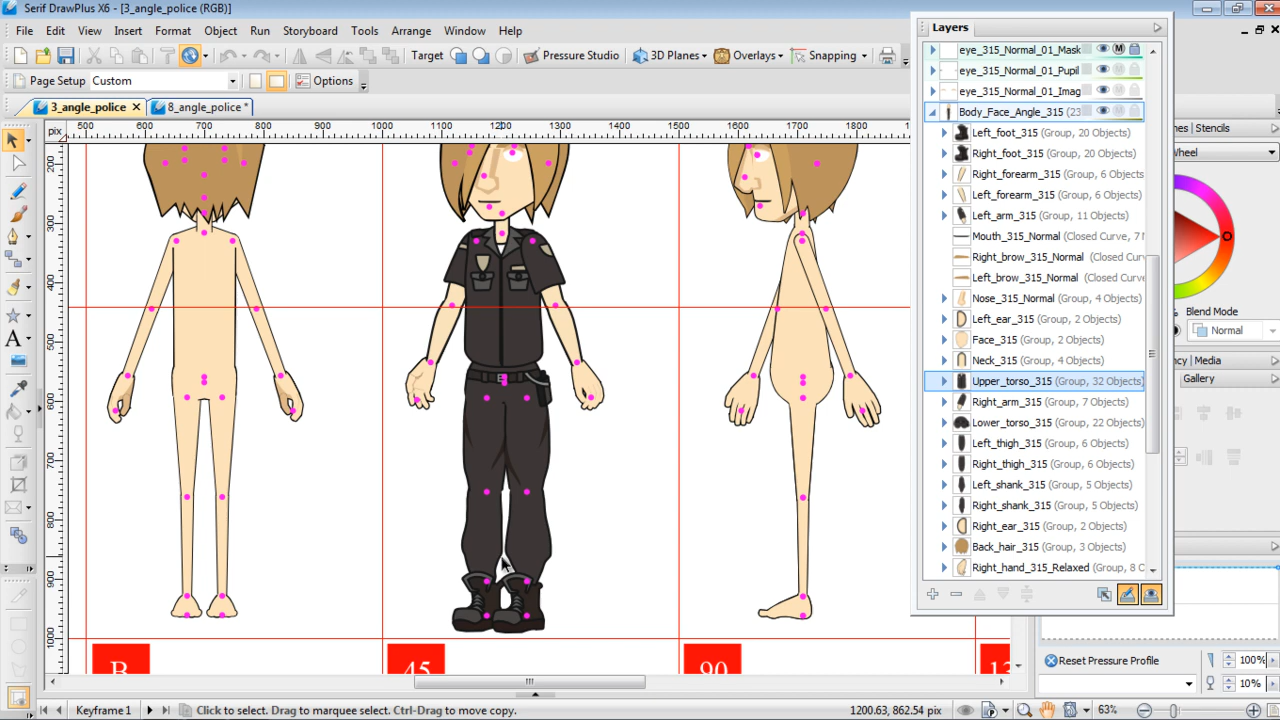 Serif DrawPlus X6 - [3_angle_police (RGB)]
File Edit View Insert Format Object Run Storyboard Tools Arrange Window Help
Target Pressure Studio 3D Planes Overlays Snapping
Page Setup Custom Options
3_angle_police 8_angle_police *
pix 500 600 700 800 900 1000 1100 1200 1300 1400 1500 1600 1700 1800
200
300
400
500
600
700
800
900
1000
B 45 90
Layers
eye_315_Normal_01_Mask
eye_315_Normal_01_Pupil
eye_315_Normal_01_Imag
Body_Face_Angle_315 (23
Left_foot_315 (Group, 20 Objects)
Right_foot_315 (Group, 20 Objects)
Right_forearm_315 (Group, 6 Objects)
Left_forearm_315 (Group, 6 Objects)
Left_arm_315 (Group, 11 Objects)
Mouth_315_Normal (Closed Curve, 7
Right_brow_315_Normal (Closed Curve
Left_brow_315_Normal (Closed Curve
Nose_315_Normal (Group, 4 Objects)
Left_ear_315 (Group, 2 Objects)
Face_315 (Group, 2 Objects)
Neck_315 (Group, 4 Objects)
Upper_torso_315 (Group, 32 Objects)
Right_arm_315 (Group, 7 Objects)
Lower_torso_315 (Group, 22 Objects)
Left_thigh_315 (Group, 6 Objects)
Right_thigh_315 (Group, 6 Objects)
Left_shank_315 (Group, 5 Objects)
Right_shank_315 (Group, 5 Objects)
Right_ear_315 (Group, 2 Objects)
Back_hair_315 (Group, 3 Objects)
Right_hand_315_Relaxed (Group, 8 O
Stencils
Wheel
Blend Mode
Normal
Media
Gallery
Reset Pressure Profile 100%
10%
Keyframe 1 Click to select. Drag to marquee select. Ctrl-Drag to move copy. 1200.63, 862.54 pix 63%